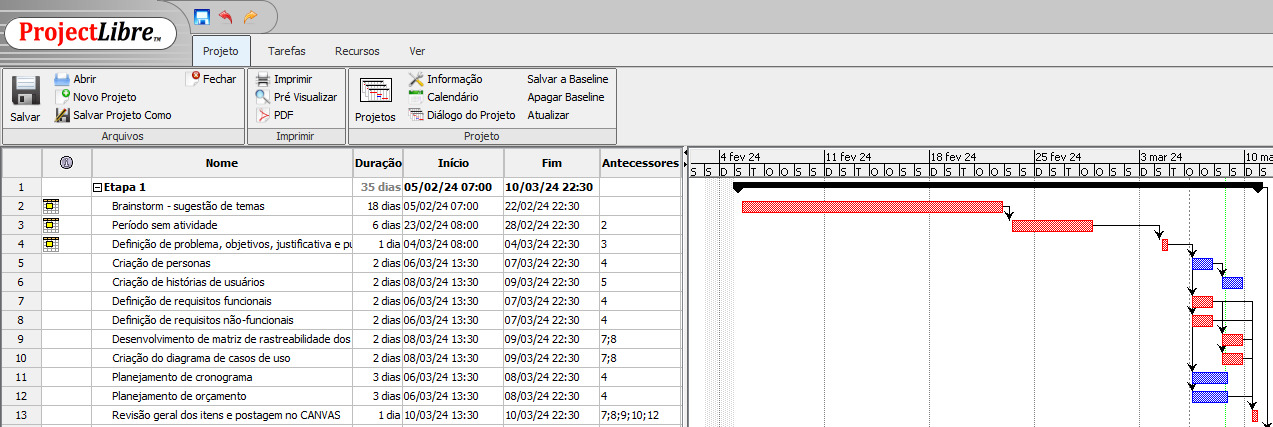 ProjectLibre™
Projeto Tarefas Recursos Ver
Salvar
Abrir
Novo Projeto
Salvar Projeto Como
Fechar
Arquivos
Imprimir
Pré Visualizar
PDF
Imprimir
Projetos
Informação
Calendário
Diálogo do Projeto
Salvar a Baseline
Apagar Baseline
Atualizar
Projeto
Nome Duração Início Fim Antecessores
4 fev 24 11 fev 24 18 fev 24 25 fev 24 3 mar 24 10 ma
S S D S T Q Q S S D S T Q Q S S D S T Q Q S S D S T Q Q S S D S T Q Q S S D S
1 Etapa 1 35 dias 05/02/24 07:00 10/03/24 22:30
2 Brainstorm - sugestão de temas 18 dias 05/02/24 07:00 22/02/24 22:30
3 Período sem atividade 6 dias 23/02/24 08:00 28/02/24 22:30 2
4 Definição de problema, objetivos, justificativa e pu 1 dia 04/03/24 08:00 04/03/24 22:30 3
5 Criação de personas 2 dias 06/03/24 13:30 07/03/24 22:30 4
6 Criação de histórias de usuários 2 dias 08/03/24 13:30 09/03/24 22:30 5
7 Definição de requisitos funcionais 2 dias 06/03/24 13:30 07/03/24 22:30 4
8 Definição de requisitos não-funcionais 2 dias 06/03/24 13:30 07/03/24 22:30 4
9 Desenvolvimento de matriz de rastreabilidade dos 2 dias 08/03/24 13:30 09/03/24 22:30 7;8
10 Criação do diagrama de casos de uso 2 dias 08/03/24 13:30 09/03/24 22:30 7;8
11 Planejamento de cronograma 3 dias 06/03/24 13:30 08/03/24 22:30 4
12 Planejamento de orçamento 3 dias 06/03/24 13:30 08/03/24 22:30 4
13 Revisão geral dos itens e postagem no CANVAS 1 dia 10/03/24 13:30 10/03/24 22:30 7;8;9;10;12